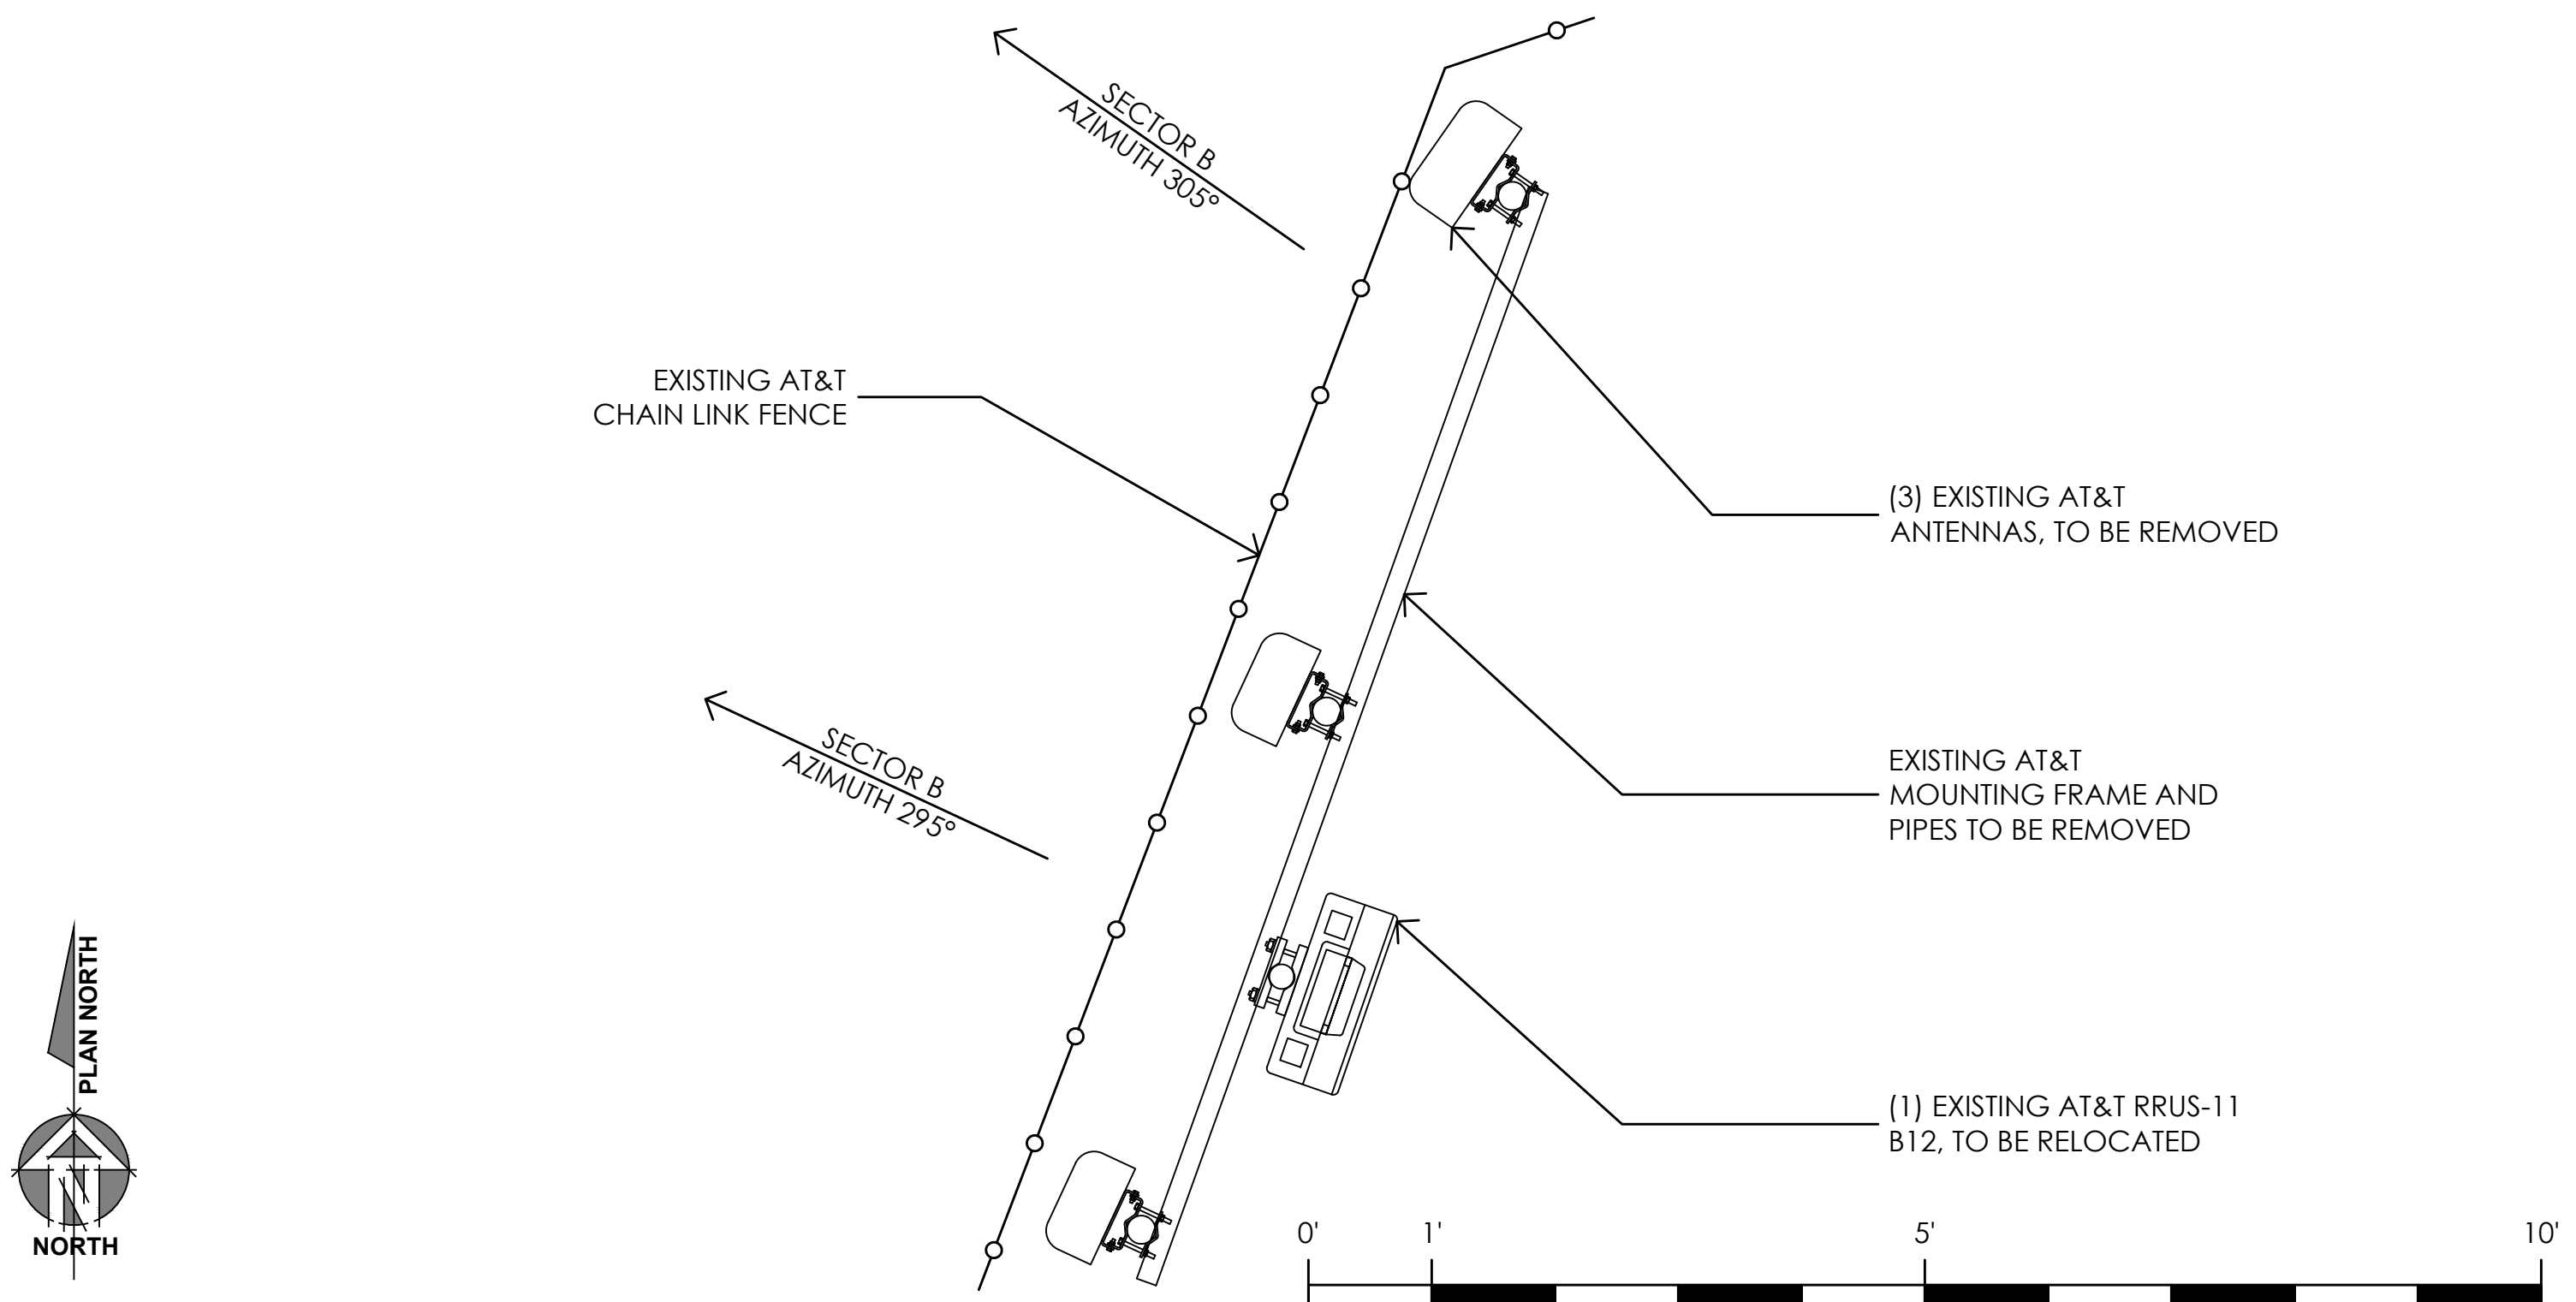 SECTOR B
AZIMUTH 305°
EXISTING AT&T
CHAIN LINK FENCE
(3) EXISTING AT&T
ANTENNAS, TO BE REMOVED
SECTOR B
AZIMUTH 295°
EXISTING AT&T
MOUNTING FRAME AND
PIPES TO BE REMOVED
(1) EXISTING AT&T RRUS-11
B12, TO BE RELOCATED
PLAN NORTH
N
NORTH
0' 1' 5' 10'